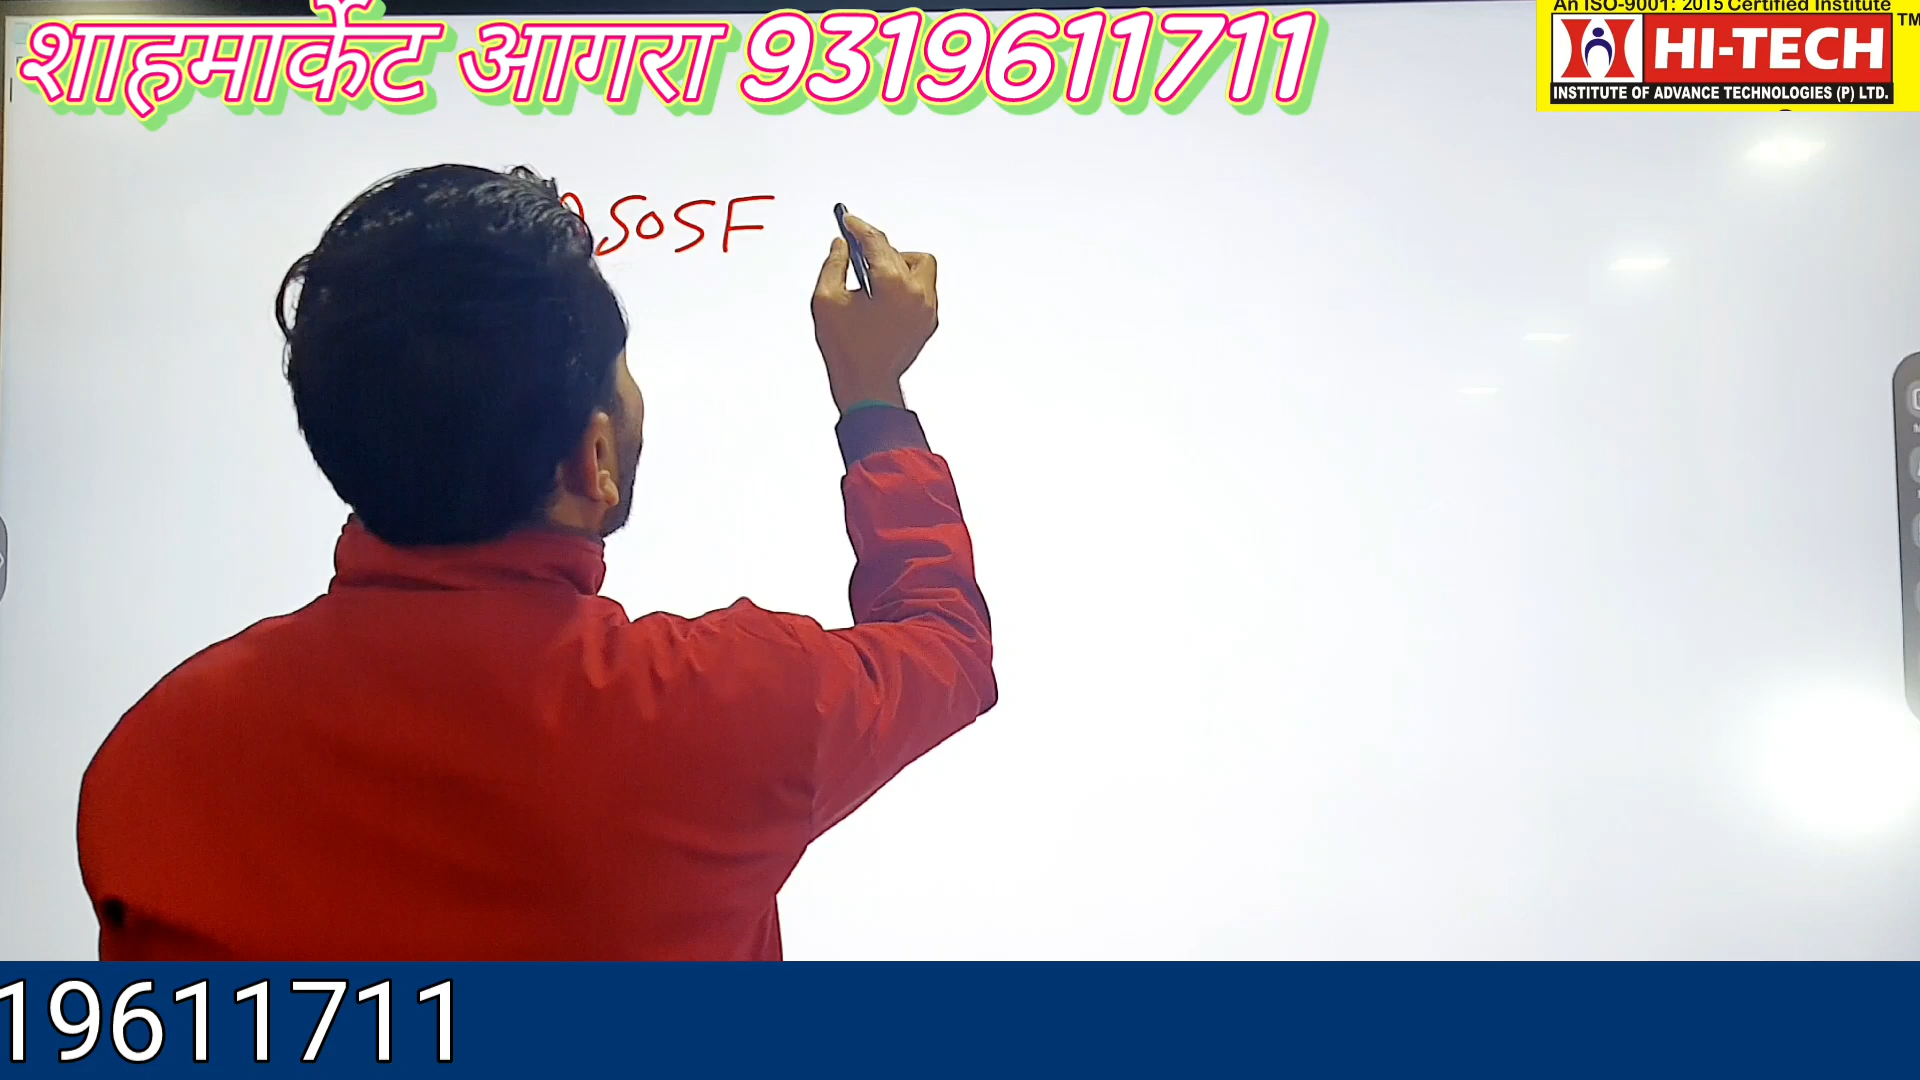 शाहमार्केट आगरा 9319611711
An ISO-9001: 2015 Certified Institute
TM
HI-TECH
INSTITUTE OF ADVANCE TECHNOLOGIES (P) LTD.
SOSF
19611711